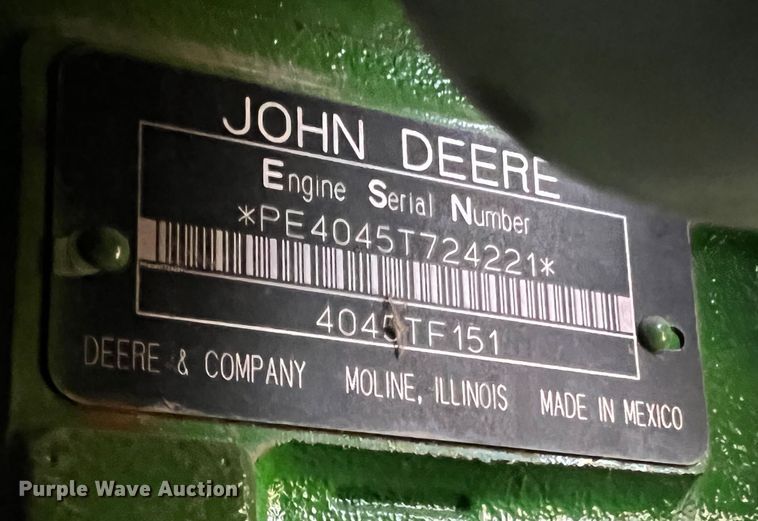 JOHN DEERE
Engine Serial Number
*PE4045T724221*
4045TF151
DEERE & COMPANY MOLINE, ILLINOIS MADE IN MEXICO
Purple Wave Auction